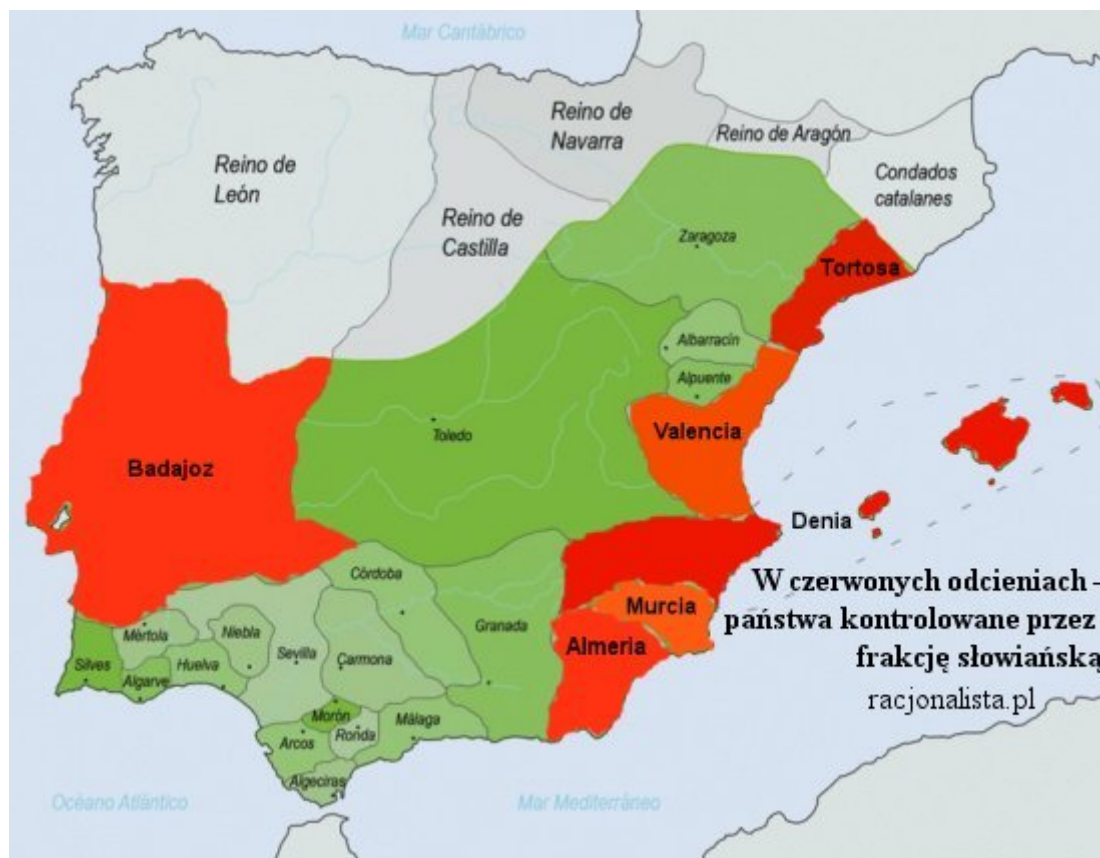 Mar Cantábrico
Reino de
León
Reino de
Navarra
Reino de Aragón
Condados
catalanes
Reino de
Castilla
Zaragoza
Tortosa
Albarracín
Alpuente
Valencia
Toledo
Badajoz
Denia
W czerwonych odcieniach -
państwa kontrolowane przez
frakcję słowiańską
racjonalista.pl
Córdoba
Murcia
Granada
Almeria
Mértola
Niebla
Sevilla
Carmona
Silves
Algarve
Huelva
Morón
Málaga
Arcos
Ronda
Algeciras
Océano Atlántico
Mar Mediterráneo